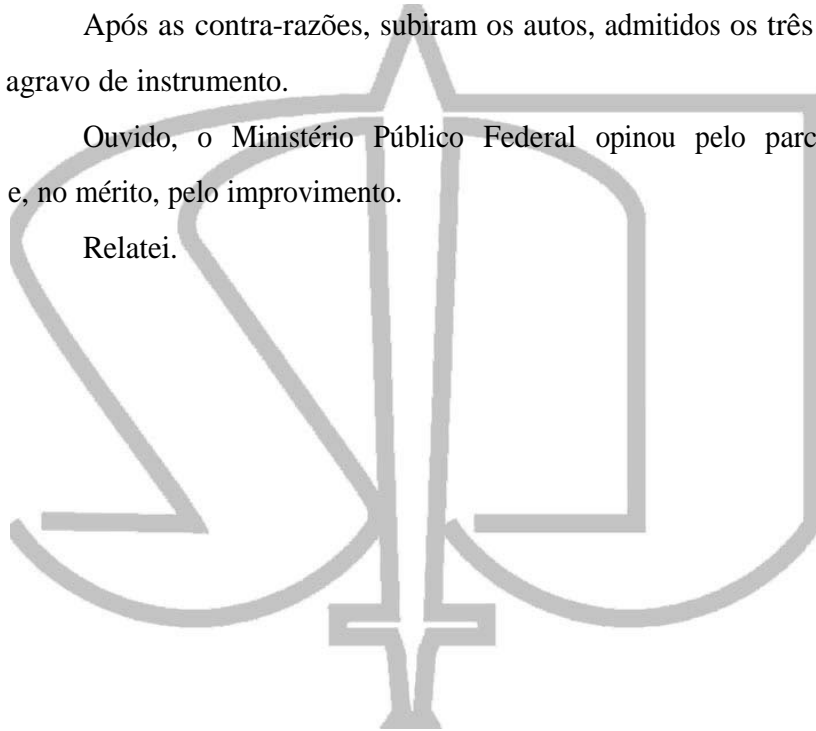 Após as contra-razões, subiram os autos, admitidos os três
agravo de instrumento.
Ouvido, o Ministério Público Federal opinou pelo
e, no mérito, pelo improvimento.
Relatei.